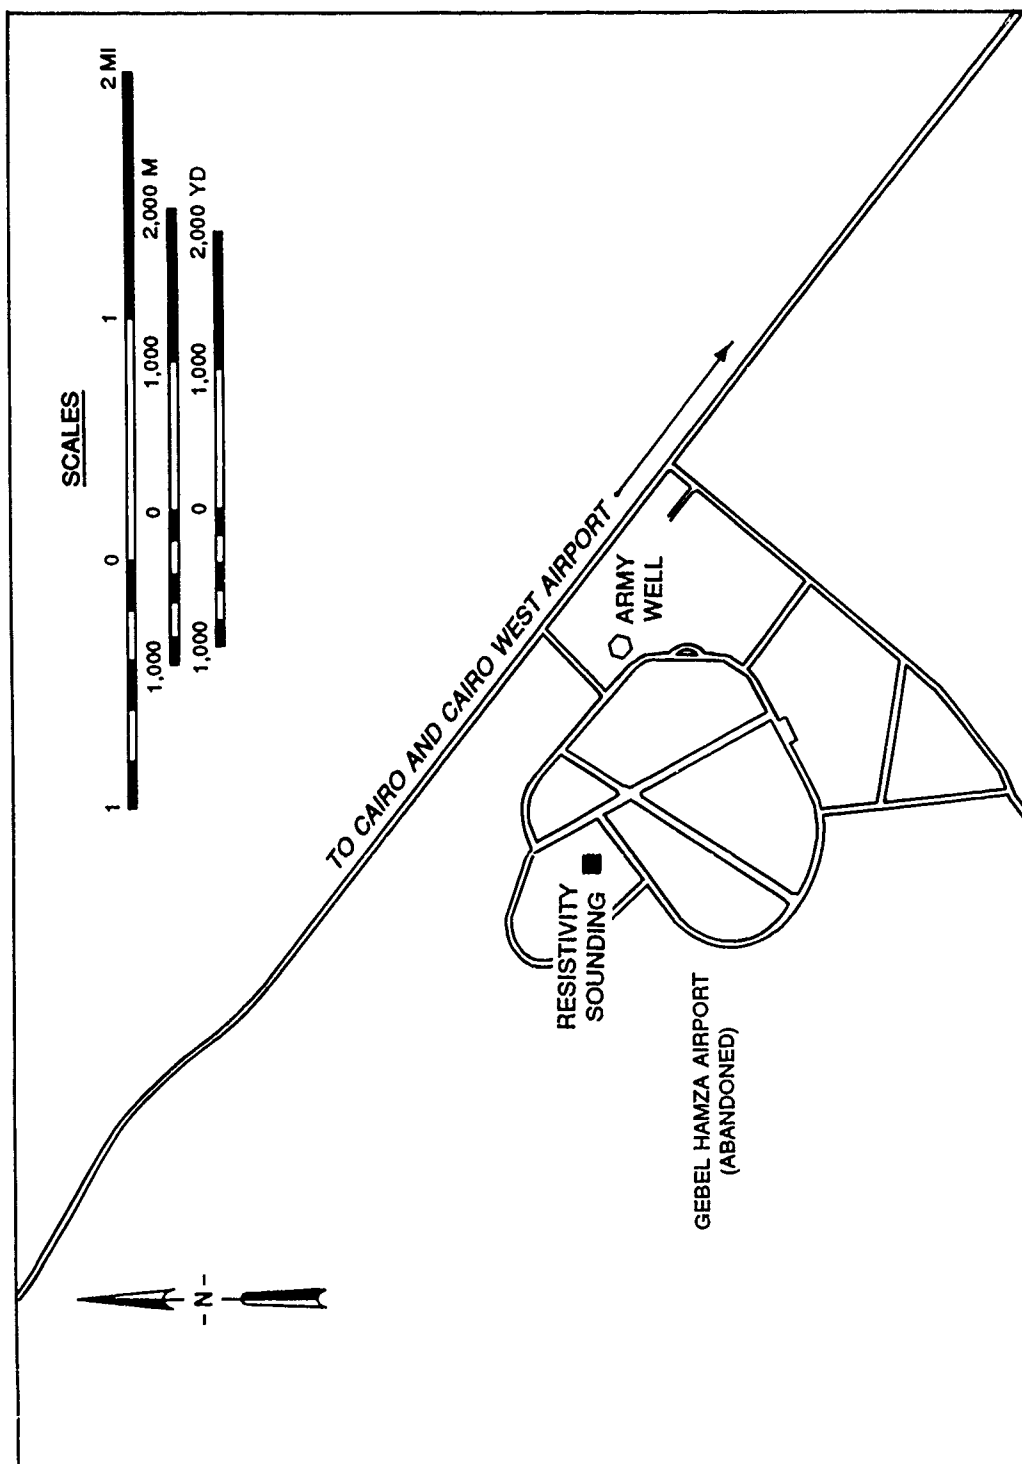 SCALES
1 0 1 2 MI
1,000 0 1,000 2,000 M
1,000 0 1,000 2,000 YD
TO CAIRO AND CAIRO WEST AIRPORT
ARMY
WELL
RESISTIVITY
SOUNDING
GEBEL HAMZA AIRPORT
(ABANDONED)
- N -